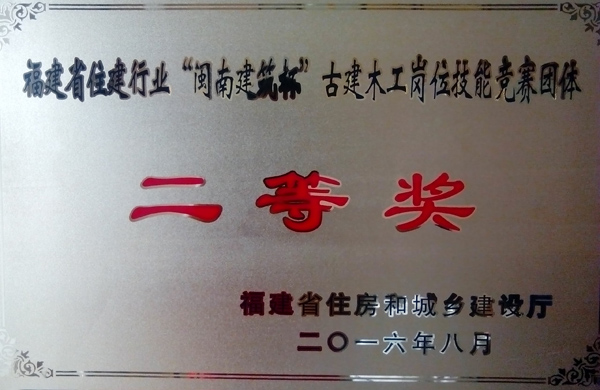 福建省住建行业“闽南建筑杯”古建木工岗位技能竞赛团体
二等奖
福建省住房和城乡建设厅
二〇一六年八月